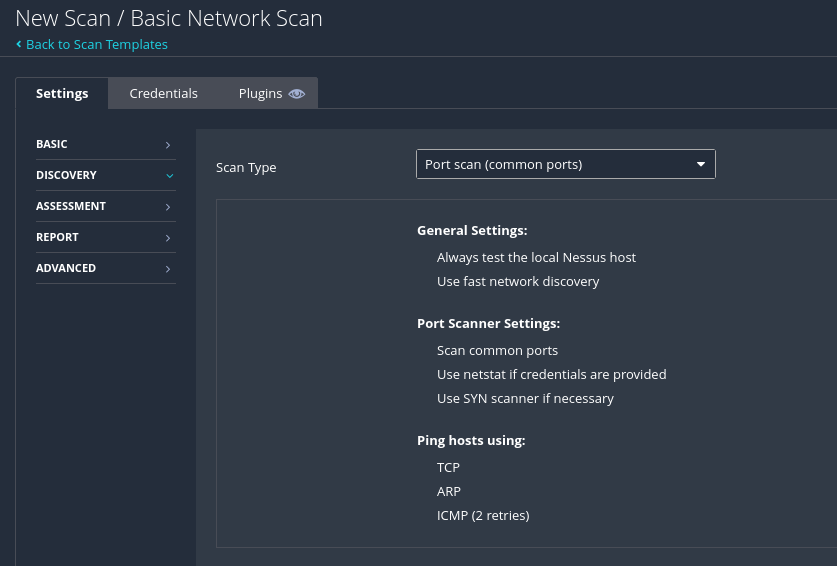 New Scan / Basic Network Scan
Back to Scan Templates
Settings Credentials Plugins
BASIC
DISCOVERY
ASSESSMENT
REPORT
ADVANCED
Scan Type Port scan (common ports)
General Settings:
Always test the local Nessus host
Use fast network discovery
Port Scanner Settings:
Scan common ports
Use netstat if credentials are provided
Use SYN scanner if necessary
Ping hosts using:
TCP
ARP
ICMP (2 retries)